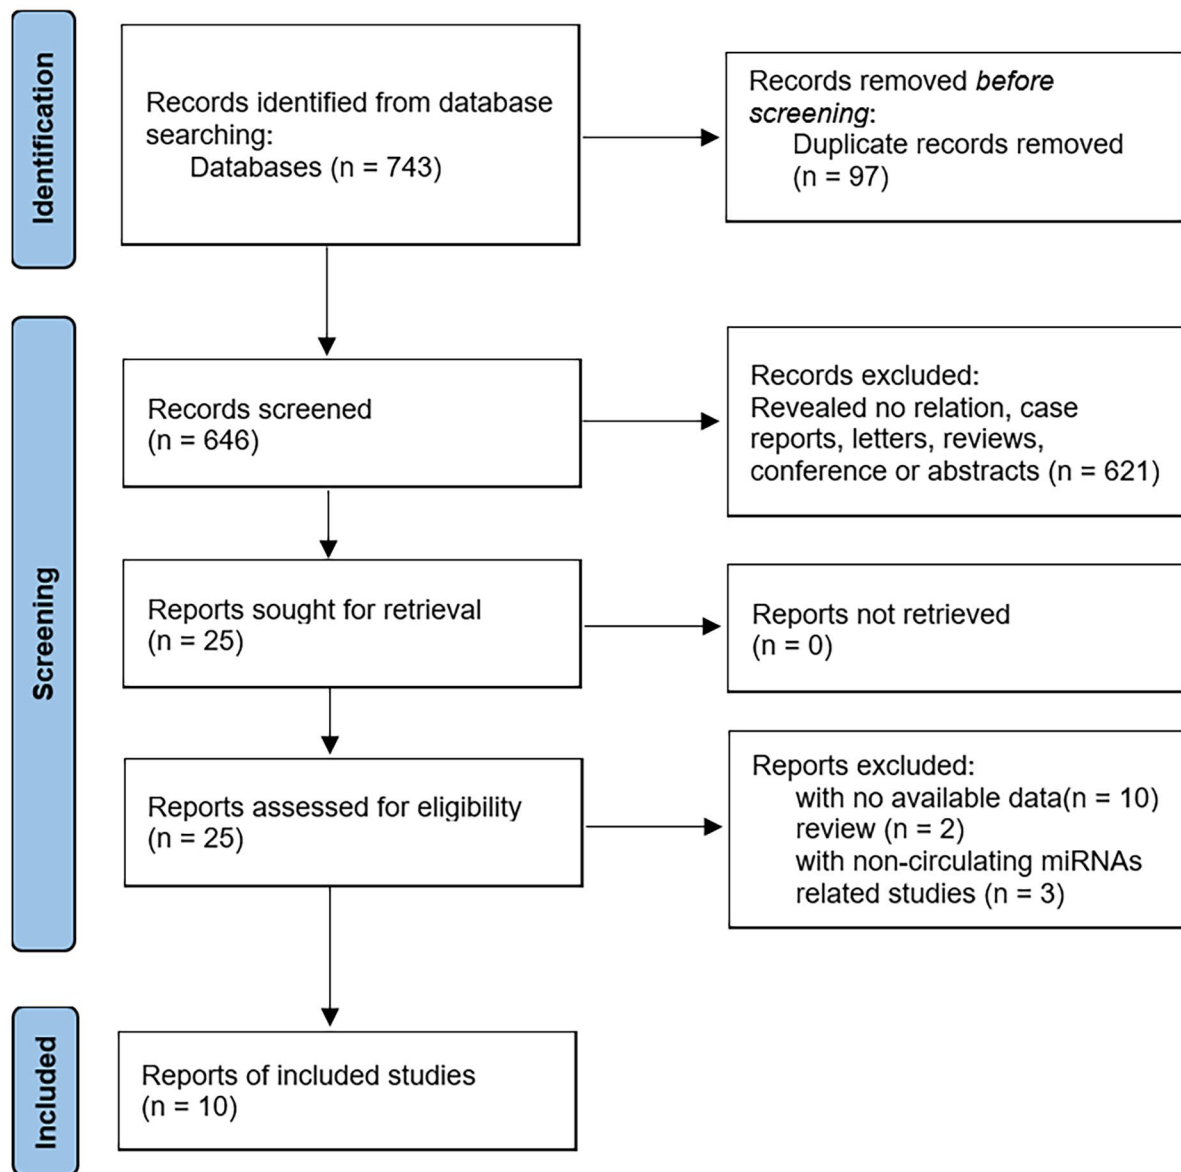 Identification
Records identified from database
searching:
Databases (n = 743)
Records removed before
screening:
Duplicate records removed
(n = 97)
Screening
Records screened
(n = 646)
Records excluded:
Revealed no relation, case
reports, letters, reviews,
conference or abstracts (n = 621)
Reports sought for retrieval
(n = 25)
Reports not retrieved
(n = 0)
Reports assessed for eligibility
(n = 25)
Reports excluded:
with no available data(n = 10)
review (n = 2)
with non-circulating miRNAs
related studies (n = 3)
Included
Reports of included studies
(n = 10)